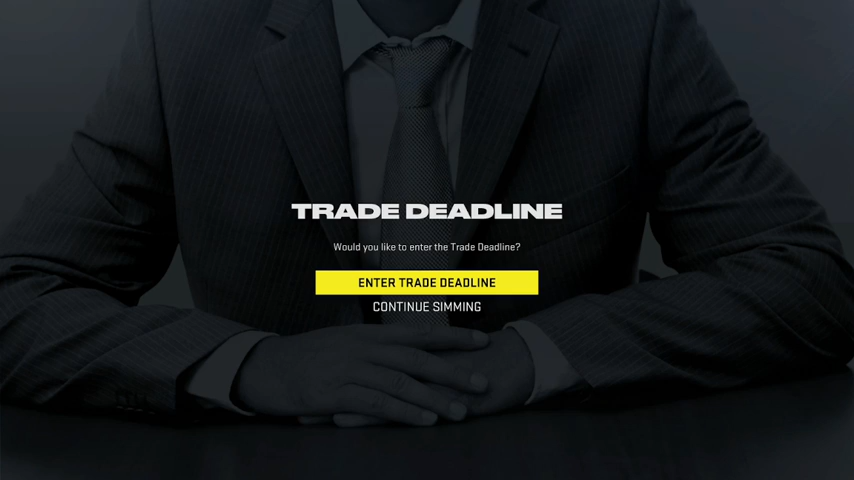 TRADE DEADLINE
Would you like to enter the Trade Deadline?
ENTER TRADE DEADLINE
CONTINUE SIMMING